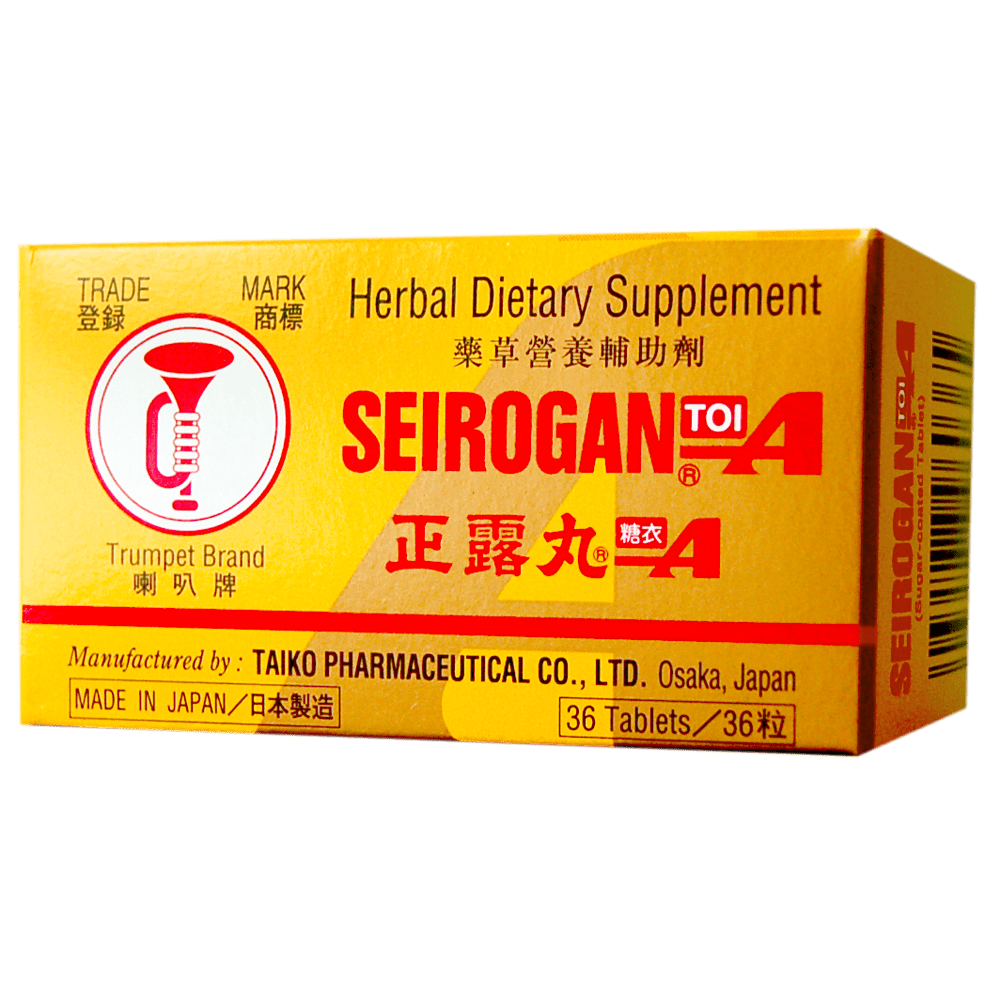 TRADE MARK
登録 商標
Trumpet Brand
喇叭牌
Herbal Dietary Supplement
藥草營養輔助劑
SEIROGAN® TOI A
正露丸® 糖衣 A
Manufactured by : TAIKO PHARMACEUTICAL CO., LTD. Osaka, Japan
MADE IN JAPAN／日本製造
36 Tablets／36粒
SEIROGAN TOI A
(Sugar-coated Tablet)